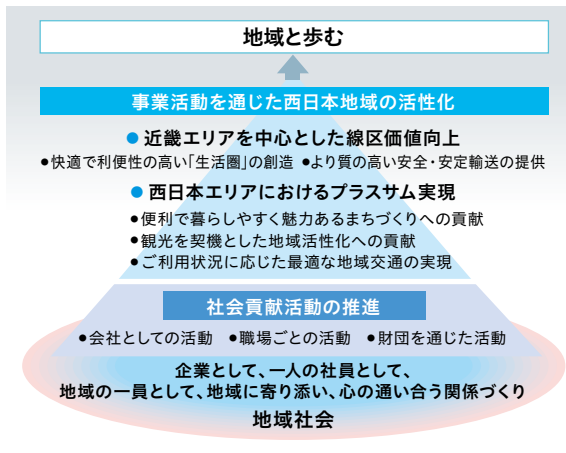 地域と歩む
事業活動を通じた西日本地域の活性化
●近畿エリアを中心とした線区価値向上
●快適で利便性の高い「生活圏」の創造 ●より質の高い安全・安定輸送の提供
●西日本エリアにおけるプラスサム実現
●便利で暮らしやすく魅力あるまちづくりへの貢献
●観光を契機とした地域活性化への貢献
●ご利用状況に応じた最適な地域交通の実現
社会貢献活動の推進
●会社としての活動 ●職場ごとの活動 ●財団を通じた活動
企業として、一人の社員として、
地域の一員として、地域に寄り添い、心の通い合う関係づくり
地域社会